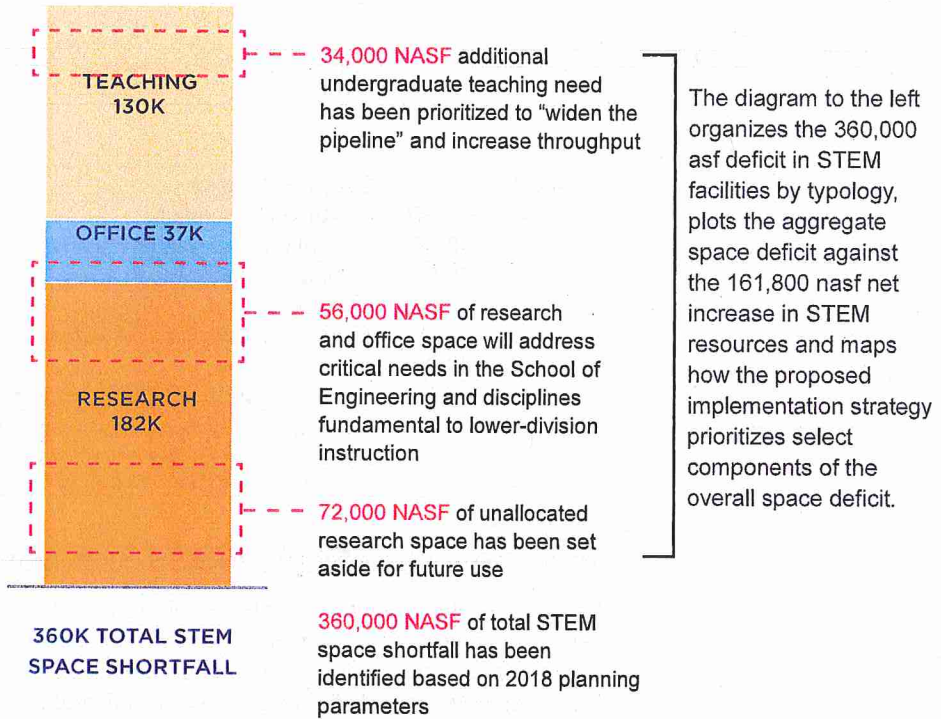 TEACHING
130K
OFFICE 37K
RESEARCH
182K
360K TOTAL STEM
SPACE SHORTFALL
34,000 NASF additional
undergraduate teaching need
has been prioritized to “widen the
pipeline” and increase throughput
56,000 NASF of research
and office space will address
critical needs in the School of
Engineering and disciplines
fundamental to lower-division
instruction
72,000 NASF of unallocated
research space has been set
aside for future use
360,000 NASF of total STEM
space shortfall has been
identified based on 2018 planning
parameters
The diagram to the left
organizes the 360,000
asf deficit in STEM
facilities by typology,
plots the aggregate
space deficit against
the 161,800 nasf net
increase in STEM
resources and maps
how the proposed
implementation strategy
prioritizes select
components of the
overall space deficit.